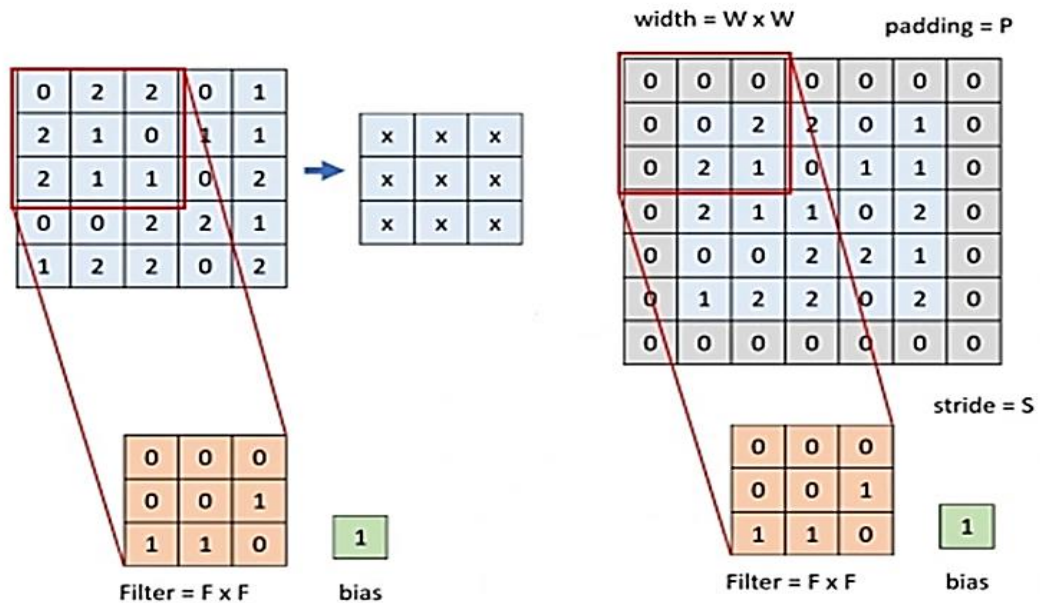 width = W x W
padding = P
0 2 2 0 1
2 1 0 1 1
2 1 1 0 2
0 0 2 2 1
1 2 2 0 2
x x x
x x x
x x x
0 0 0
0 0 1
1 1 0
1
Filter = F x F
bias
0 0 0 0 0 0 0
0 0 2 2 0 1 0
0 2 1 0 1 1 0
0 2 1 1 0 2 0
0 0 0 2 2 1 0
0 1 2 2 0 2 0
0 0 0 0 0 0 0
stride = S
0 0 0
0 0 1
1 1 0
1
Filter = F x F
bias